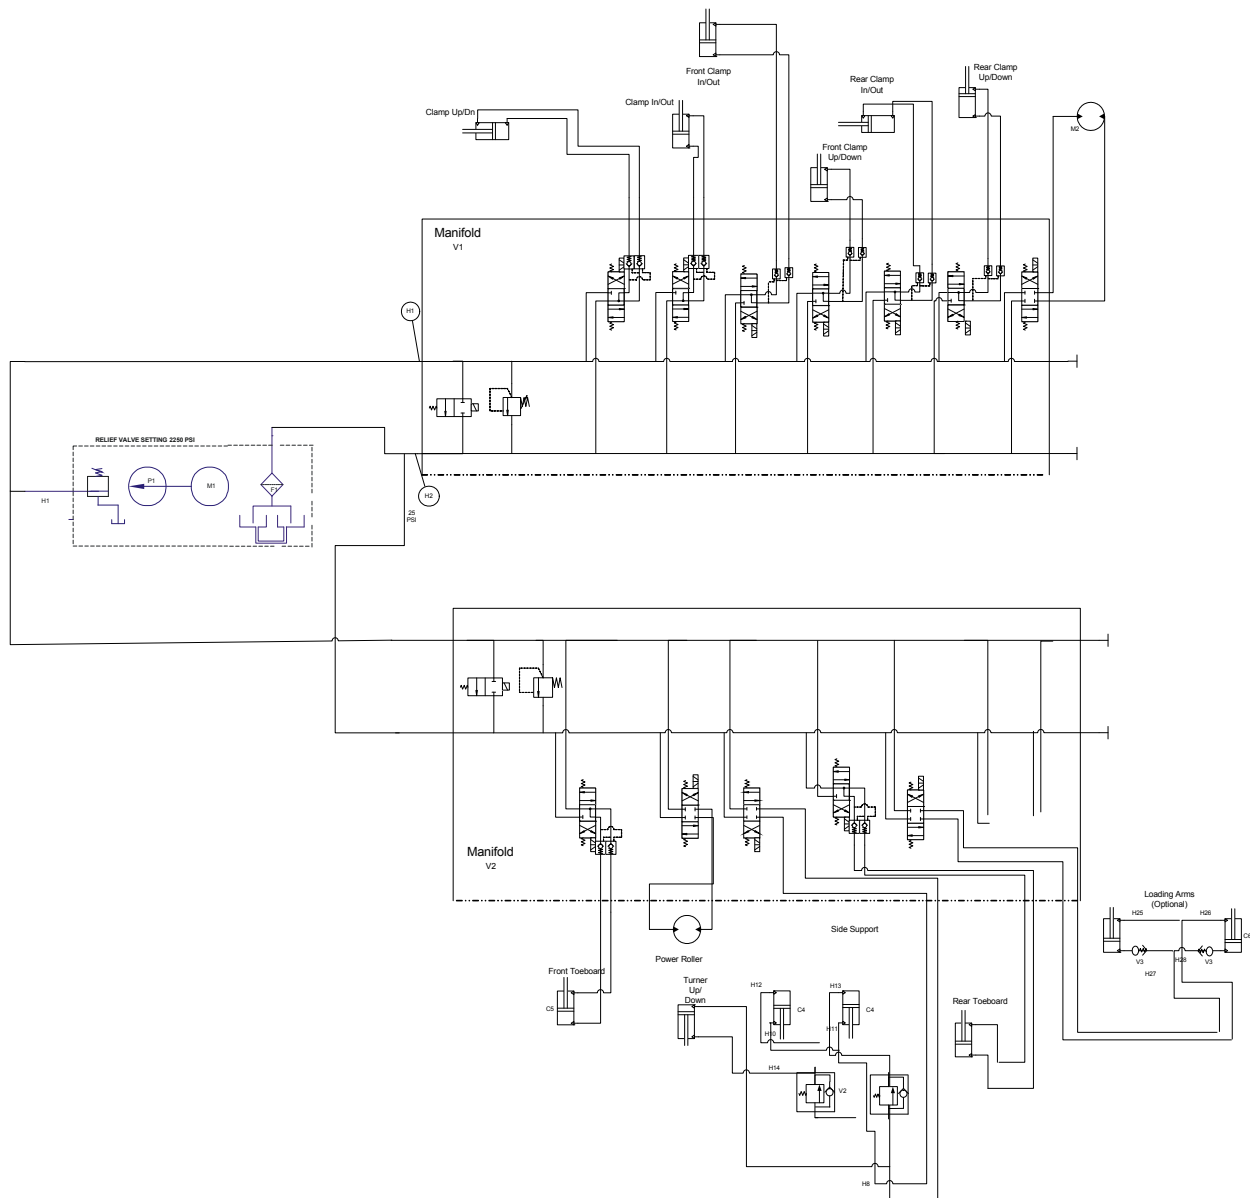 Front Clamp
In/Out
Rear Clamp
Up/Down
Rear Clamp
In/Out
Clamp In/Out
Clamp Up/Dn
M2
Front Clamp
Up/Down
Manifold
V1
H1
RELIEF VALVE SETTING 2250 PSI
P1
M1
F1
H1
H2
25
PSI
Manifold
V2
Loading Arms
(Optional)
H25
H26
C6
V3
H28
V3
H27
Side Support
Power Roller
Front Toeboard
C5
Turner
Up/
Down
H12
C4
H10
H13
C4
H11
Rear Toeboard
H14
V2
H8